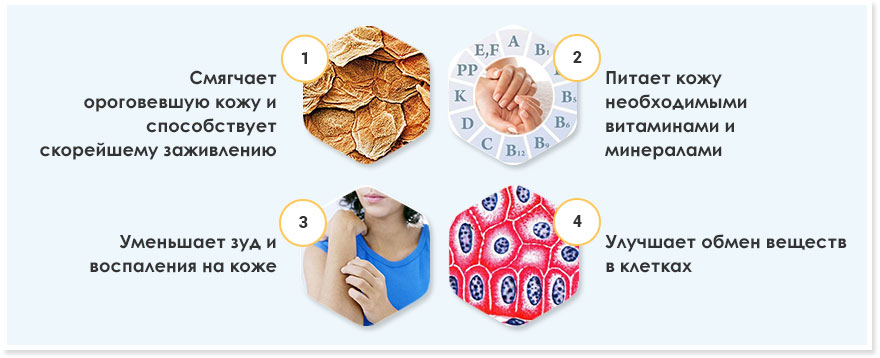 1
Смягчает
ороговевшую кожу и
способствует
скорейшему заживлению
2
Питает кожу
необходимыми
витаминами и
минералами
E,F A B1
PP
K B5
D B6
C B12 B9
3
Уменьшает зуд и
воспаления на коже
4
Улучшает обмен веществ
в клетках